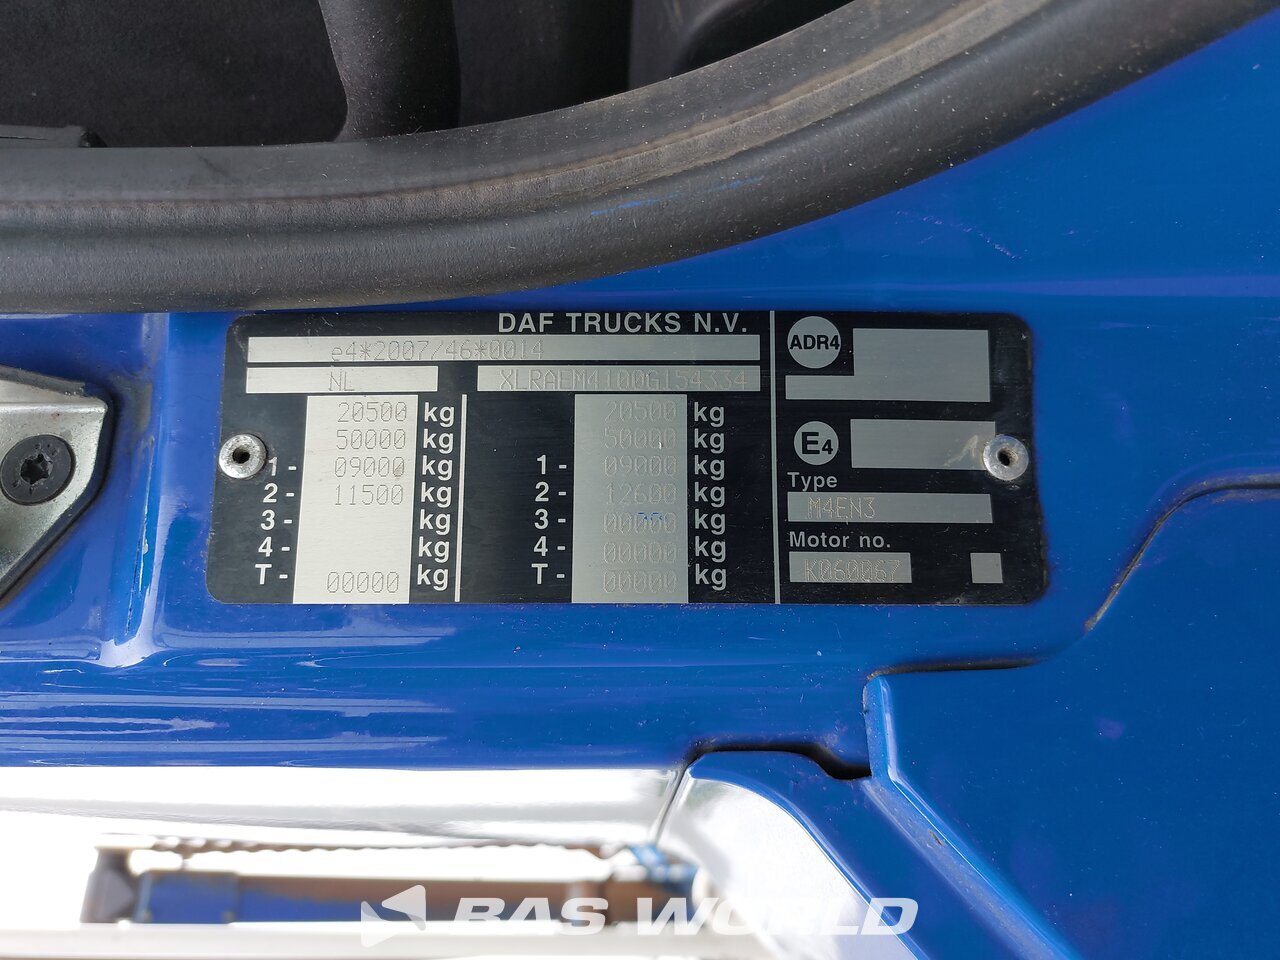 DAF TRUCKS N.V.
e4*2007/46*0014
NL XLRAEM4100G154334
20500 kg 20500 kg
50000 kg 50000 kg
1- 09000 kg 1- 09000 kg
2- 11500 kg 2- 12600 kg
3- kg 3- 00000 kg
4- kg 4- 00000 kg
T- 00000 kg T- 00000 kg
ADR4
E4
Type
M4EN3
Motor no.
K060067
BAS WORLD